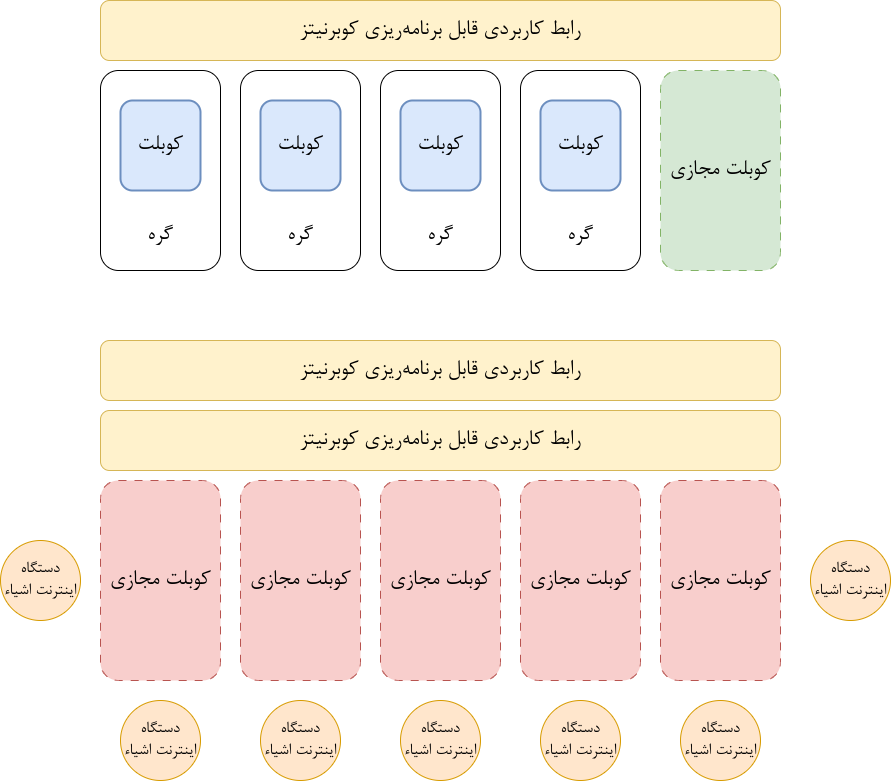 رابط کاربردی قابل برنامه‌ریزی کوبرنیتز
کوبلت
کوبلت
کوبلت
کوبلت
کوبلت مجازی
گره
گره
گره
گره
رابط کاربردی قابل برنامه‌ریزی کوبرنیتز
رابط کاربردی قابل برنامه‌ریزی کوبرنیتز
دستگاه
اینترنت اشیاء
کوبلت مجازی
کوبلت مجازی
کوبلت مجازی
کوبلت مجازی
کوبلت مجازی
دستگاه
اینترنت اشیاء
دستگاه
اینترنت اشیاء
دستگاه
اینترنت اشیاء
دستگاه
اینترنت اشیاء
دستگاه
اینترنت اشیاء
دستگاه
اینترنت اشیاء